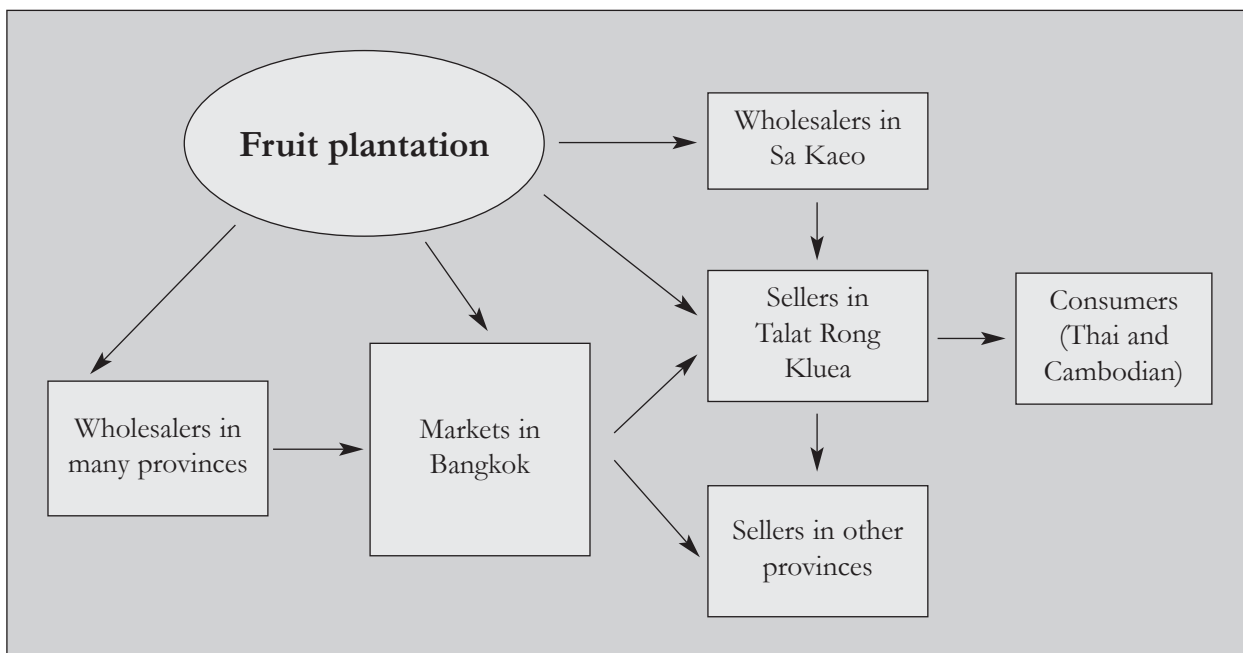 Fruit plantation
Wholesalers in
Sa Kaeo
Sellers in
Talat Rong
Kluea
Consumers
(Thai and
Cambodian)
Wholesalers in
many provinces
Markets in
Bangkok
Sellers in other
provinces